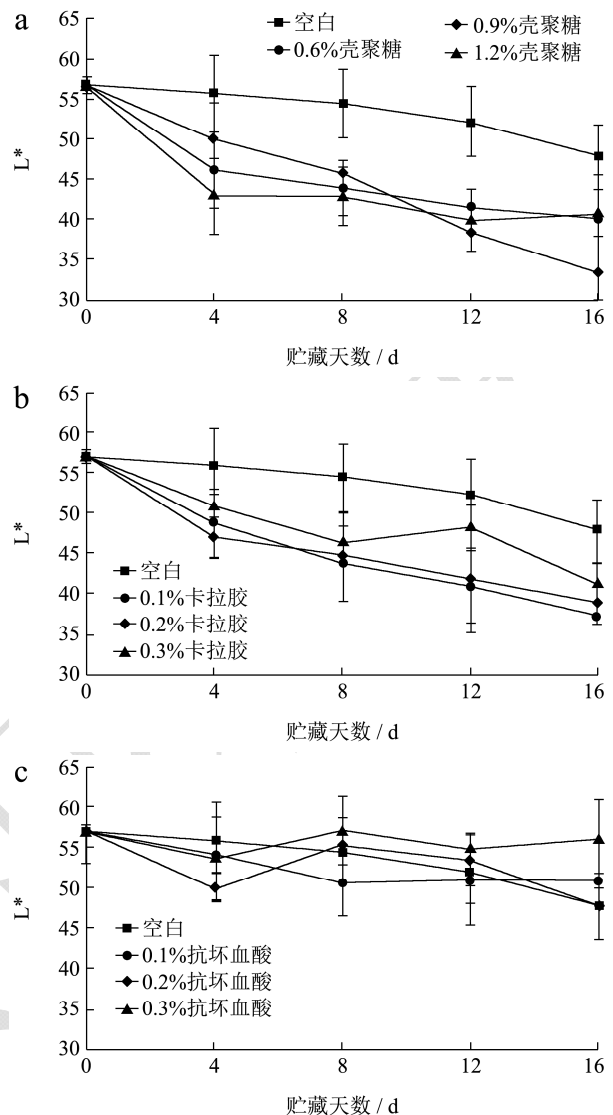 a
空白
0.9%壳聚糖
0.6%壳聚糖
1.2%壳聚糖
65
60
55
50
45
40
35
30
L*
0 4 8 12 16
贮藏天数 / d
b
65
60
55
50
45
40
35
30
L*
空白
0.1%卡拉胶
0.2%卡拉胶
0.3%卡拉胶
0 4 8 12 16
贮藏天数 / d
c
65
60
55
50
45
40
35
30
L*
空白
0.1%抗坏血酸
0.2%抗坏血酸
0.3%抗坏血酸
0 4 8 12 16
贮藏天数 / d